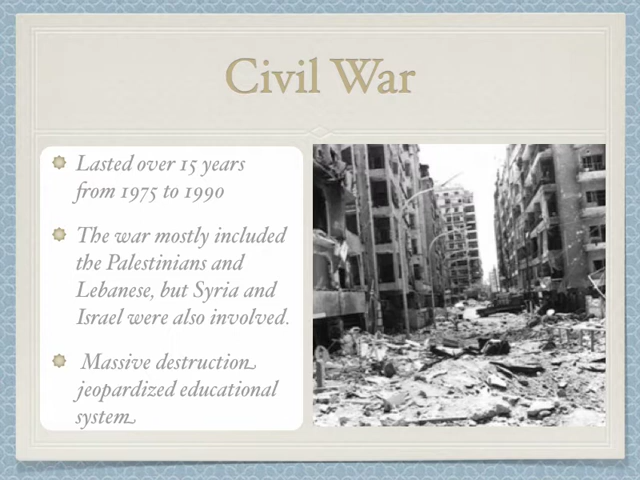 Civil War
Lasted over 15 years
from 1975 to 1990
The war mostly included
the Palestinians and
Lebanese, but Syria and
Israel were also involved.
Massive destruction
jeopardized educational
system